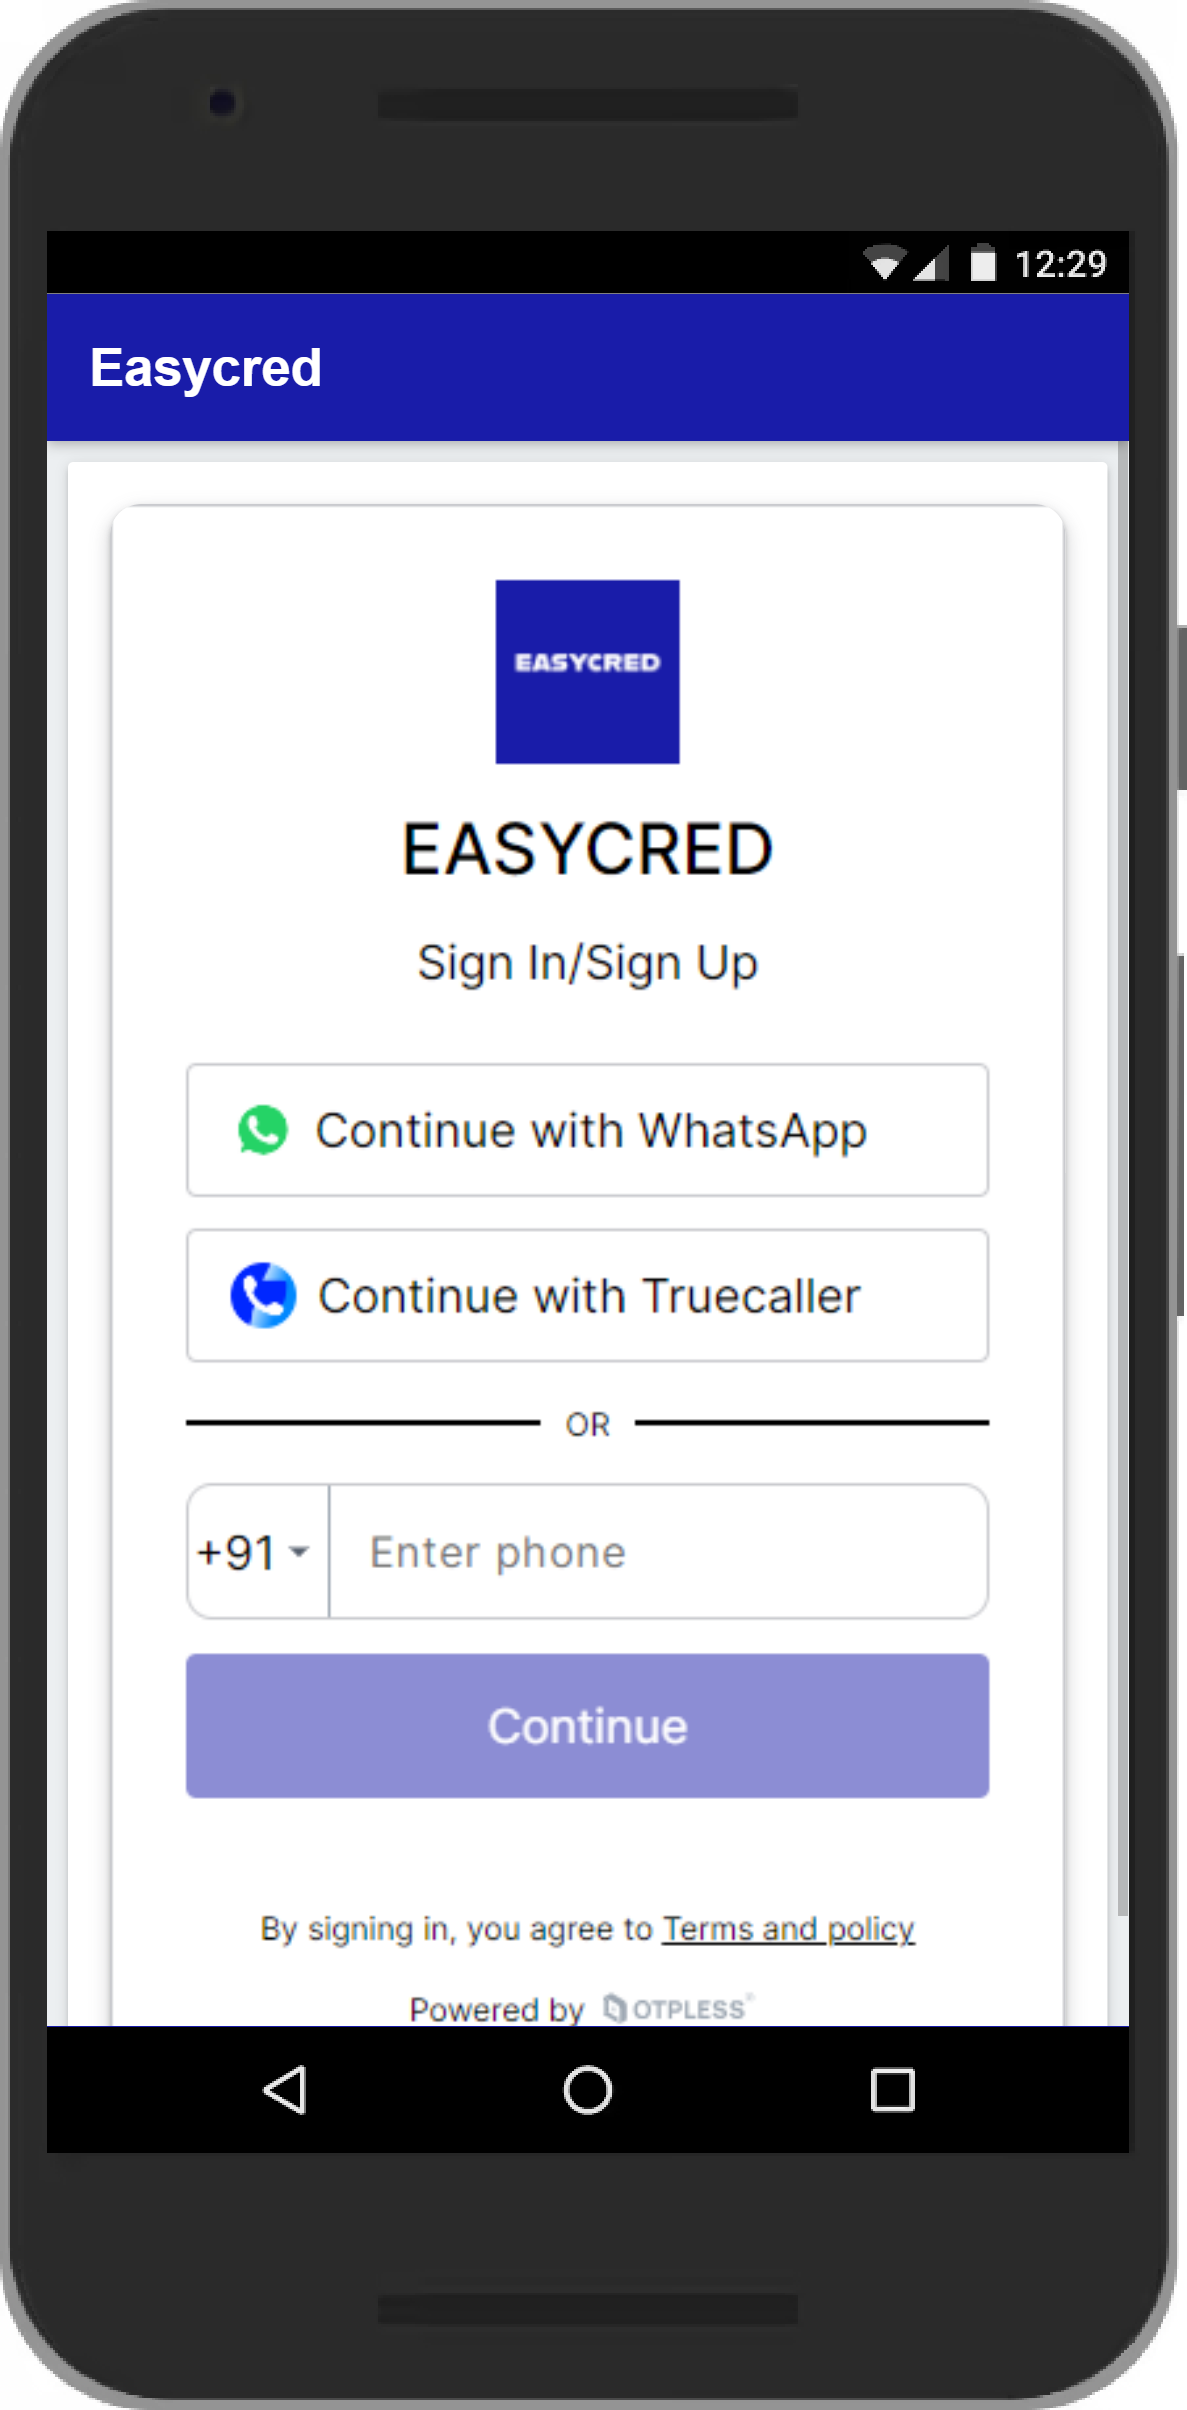 12:29
Easycred
EASYCRED
EASYCRED
Sign In/Sign Up
Continue with WhatsApp
Continue with Truecaller
OR
+91 Enter phone
Continue
By signing in, you agree to Terms and policy
Powered by OTPLESS®